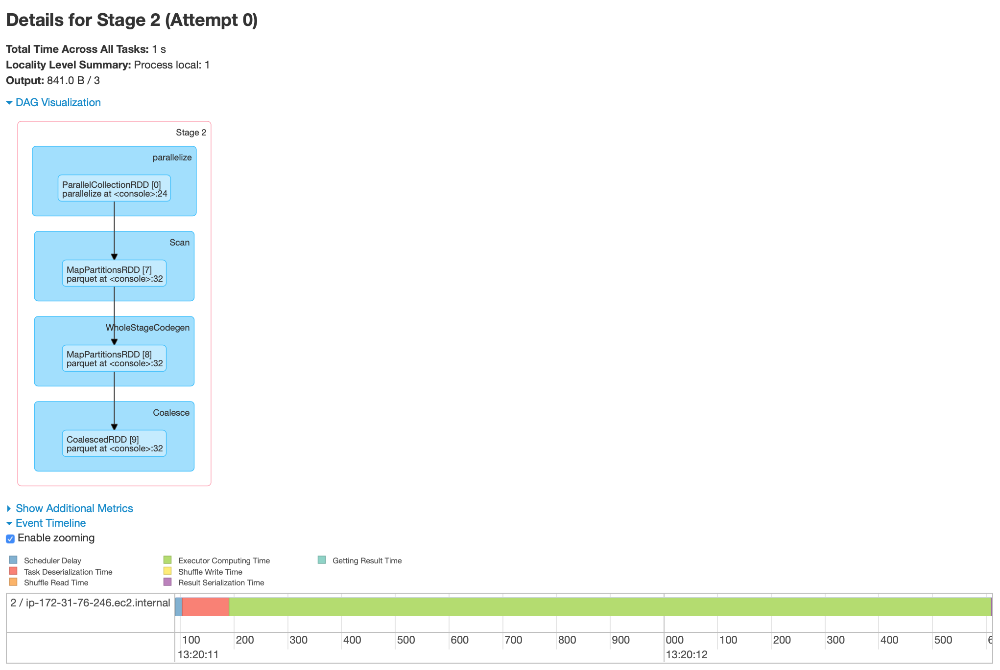 Details for Stage 2 (Attempt 0)
Total Time Across All Tasks: 1 s
Locality Level Summary: Process local: 1
Output: 841.0 B / 3
DAG Visualization
Stage 2
parallelize
ParallelCollectionRDD [0]
parallelize at <console>:24
Scan
MapPartitionsRDD [7]
parquet at <console>:32
WholeStageCodegen
MapPartitionsRDD [8]
parquet at <console>:32
Coalesce
CoalescedRDD [9]
parquet at <console>:32
Show Additional Metrics
Event Timeline
Enable zooming
Scheduler Delay
Executor Computing Time
Getting Result Time
Task Deserialization Time
Shuffle Write Time
Shuffle Read Time
Result Serialization Time
2 / ip-172-31-76-246.ec2.internal
100 200 300 400 500 600 700 800 900 000 100 200 300 400 500
13:20:11 13:20:12